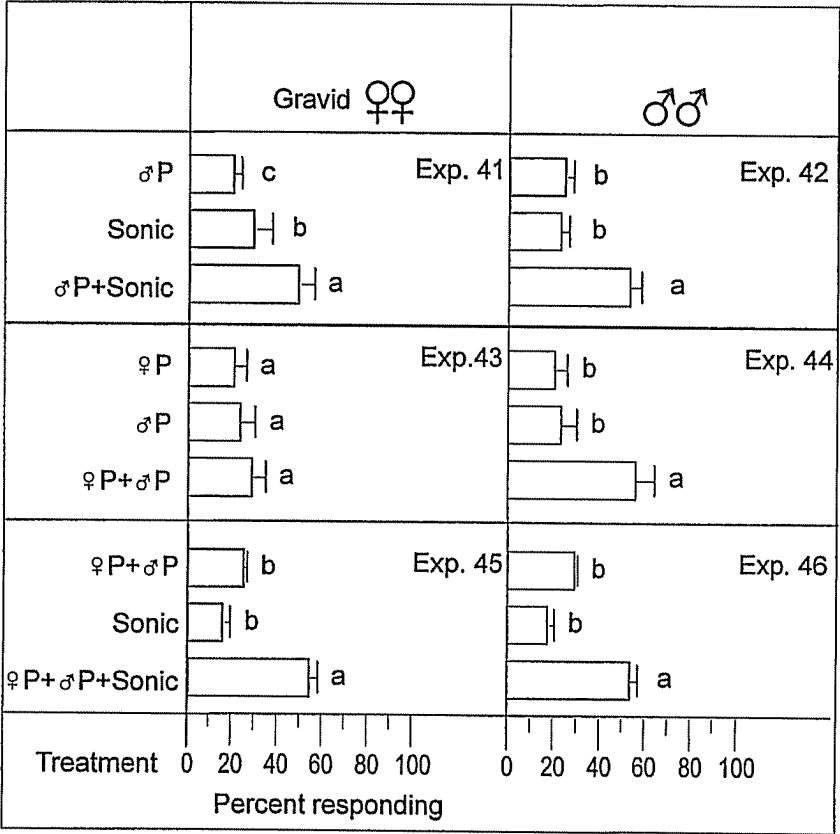 Gravid ♀♀ ♂♂
♂P c Exp. 41 b Exp. 42
Sonic b b
♂P+Sonic a a
♀P a Exp.43 b Exp. 44
♂P a b
♀P+♂P a a
♀P+♂P b Exp. 45 b Exp. 46
Sonic b b
♀P+♂P+Sonic a a
Treatment 0 20 40 60 80 100 0 20 40 60 80 100
Percent responding